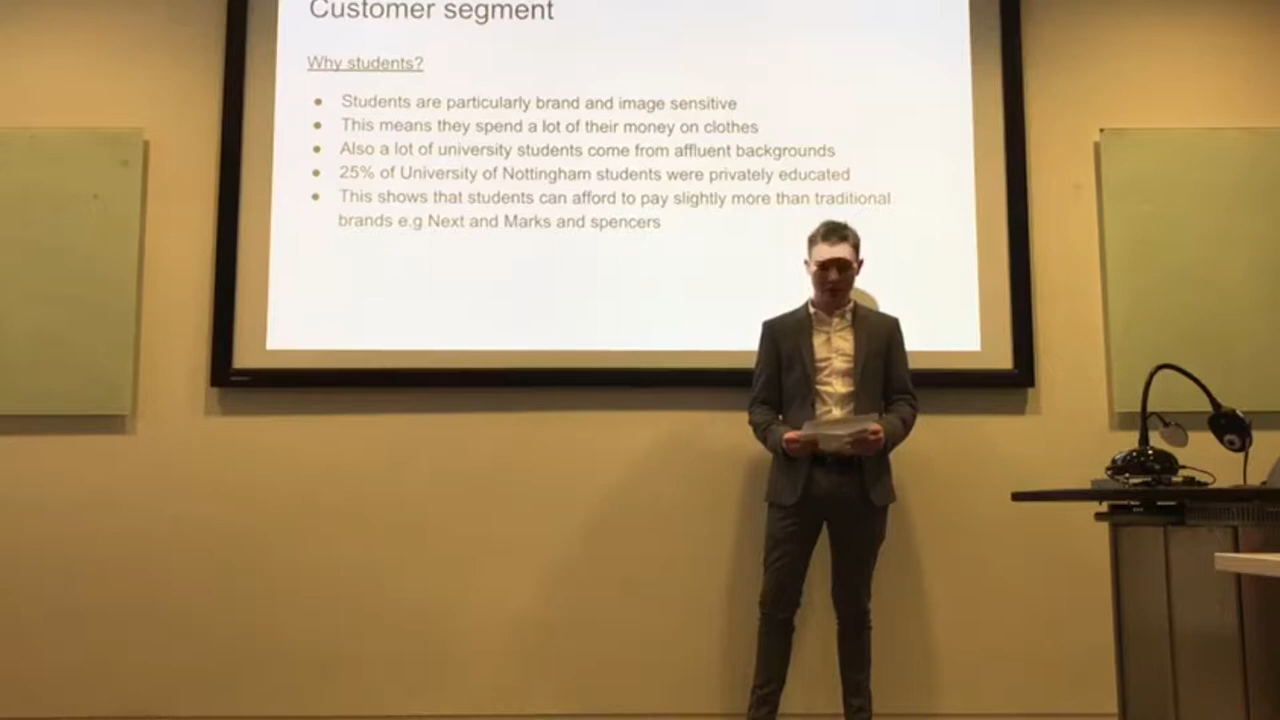 Customer segment
Why students?
● Students are particularly brand and image sensitive
● This means they spend a lot of their money on clothes
● Also a lot of university students come from affluent backgrounds
● 25% of University of Nottingham students were privately educated
● This shows that students can afford to pay slightly more than traditional
brands e.g Next and Marks and spencers